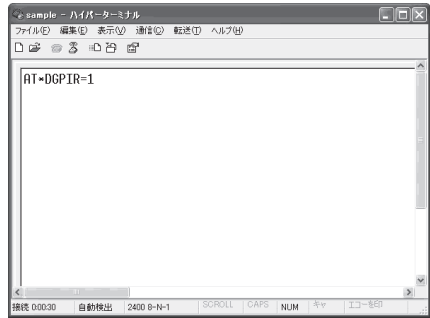 sample - ハイパーターミナル
ファイル(F) 編集(E) 表示(V) 通信(C) 転送(T) ヘルプ(H)
AT*DGPIR=1
接続 0:00:30 自動検出 2400 8-N-1 SCROLL CAPS NUM キャ エコーを印